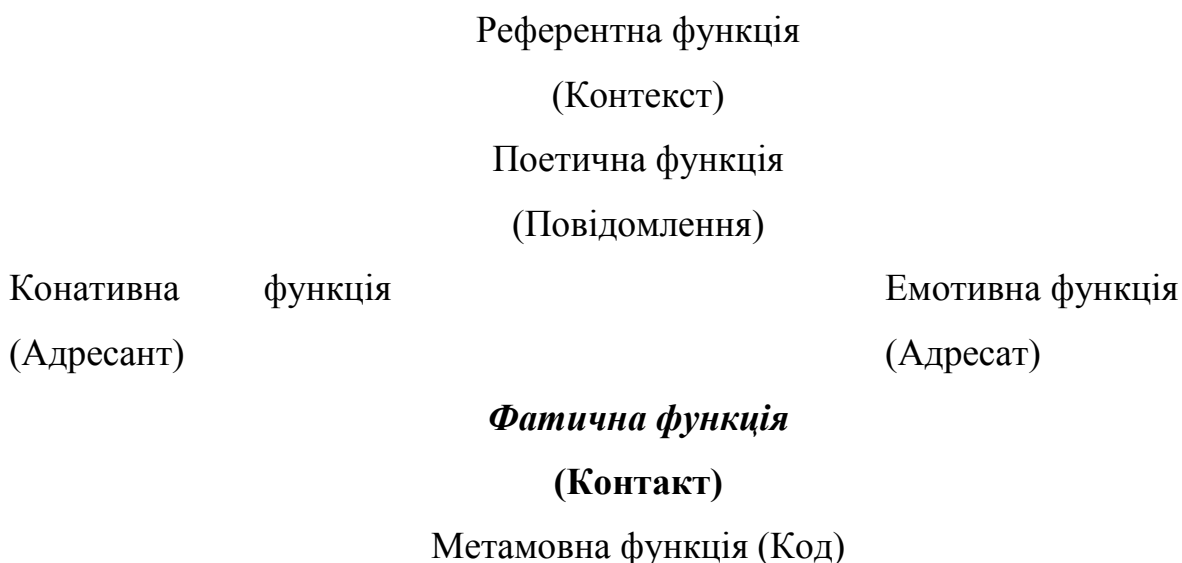 Референтна функція
(Контекст)
Поетична функція
(Повідомлення)
Конативна функція
(Адресант)
Емотивна функція
(Адресат)
Фатична функція
(Контакт)
Метамовна функція (Код)